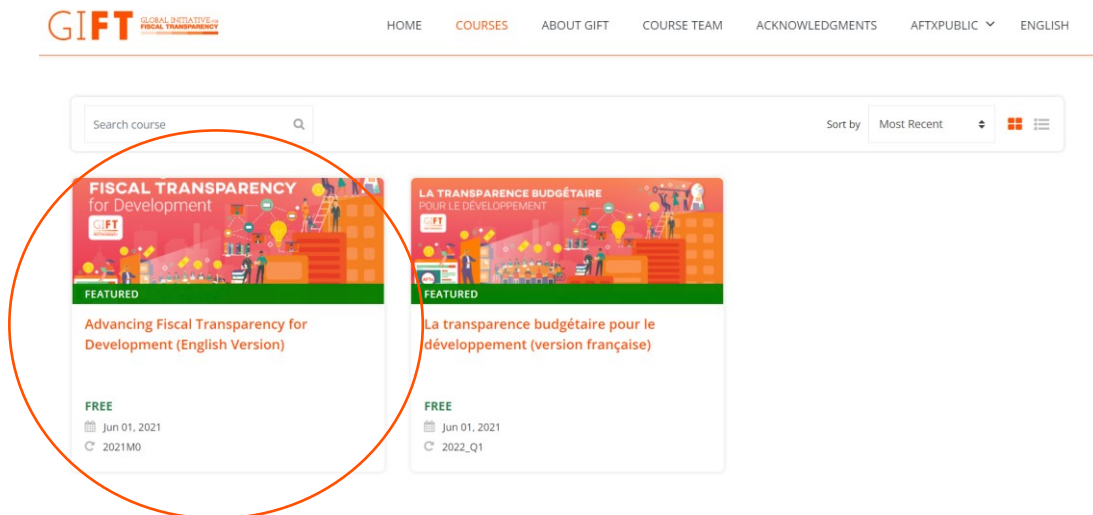 GIFT GLOBAL INITIATIVE FOR
FISCAL TRANSPARENCY
HOME COURSES ABOUT GIFT COURSE TEAM ACKNOWLEDGMENTS AFTXPUBLIC ENGLISH
Search course
Sort by Most Recent
FISCAL TRANSPARENCY
for Development
GIFT
FEATURED
Advancing Fiscal Transparency for
Development (English Version)
FREE
Jun 01, 2021
2021M0
LA TRANSPARENCE BUDGÉTAIRE
POUR LE DÉVELOPPEMENT
GIFT
FEATURED
La transparence budgétaire pour le
développement (version française)
FREE
Jun 01, 2021
2022_Q1